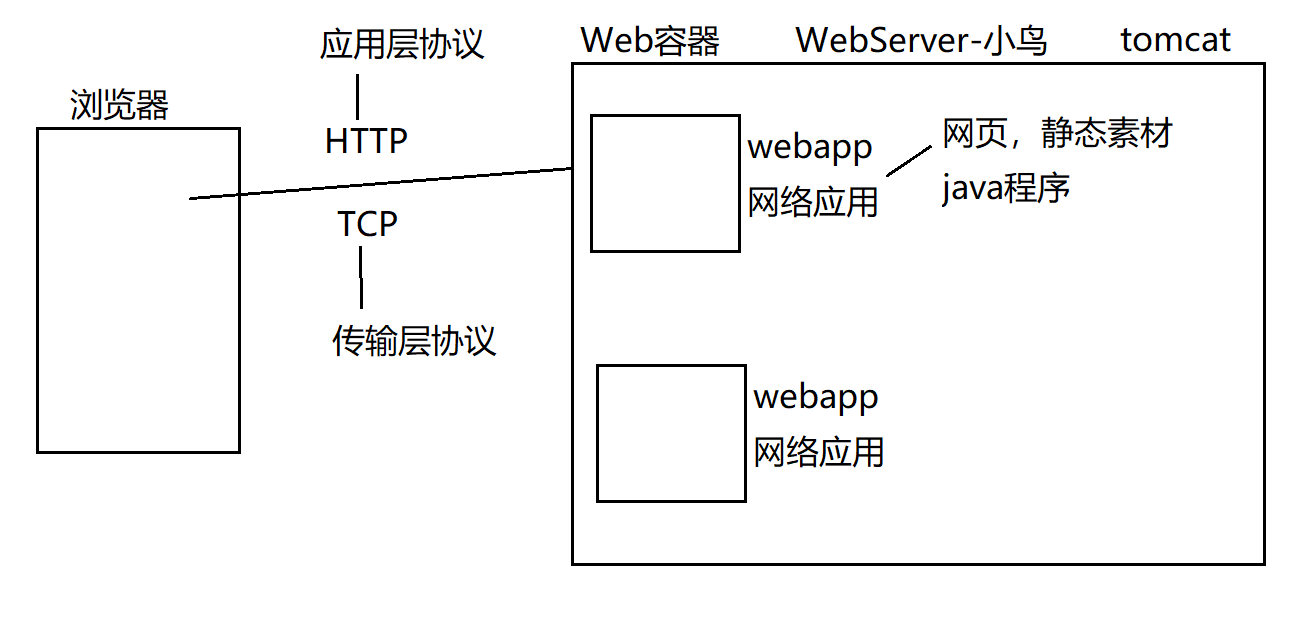 应用层协议
Web容器
WebServer-小鸟
tomcat
浏览器
HTTP
TCP
传输层协议
webapp
网络应用
网页，静态素材
java程序
webapp
网络应用